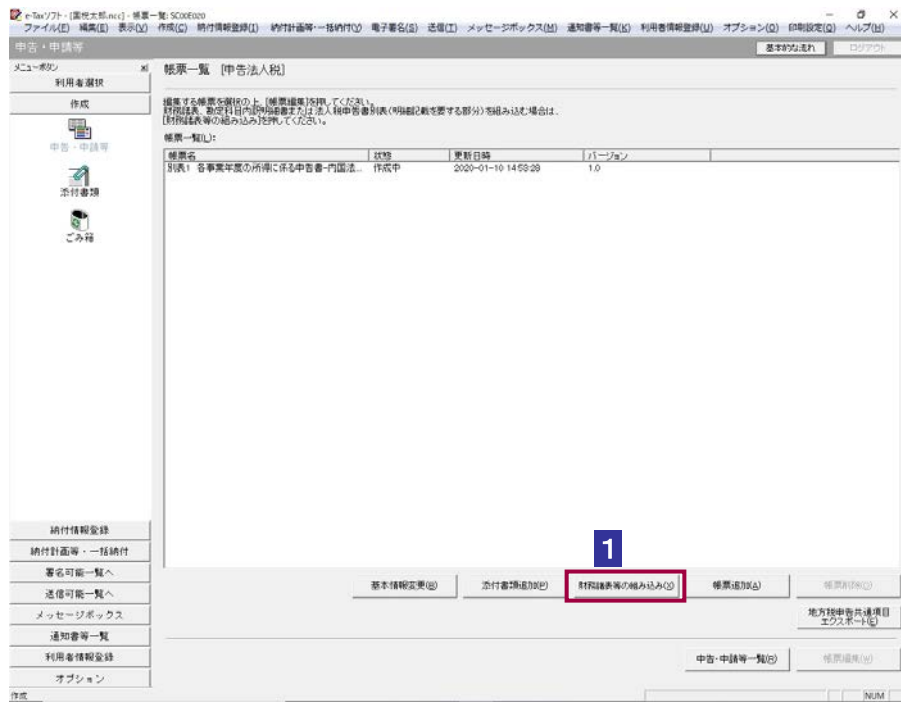 e-Taxソフト - [国税太郎.ncc] - 帳票一覧: SC00E020
ファイル(F) 編集(E) 表示(V) 作成(C) 納付情報登録(I) 納付計画等・一括納付(Y) 電子署名(S) 送信(T) メッセージボックス(M) 通知書等一覧(K) 利用者情報登録(U) オプション(O) 印刷設定(Q) ヘルプ(H)
申告・申請等
基本的な流れ
ログアウト
メニューボタン
利用者選択
作成
申告・申請等
添付書類
ごみ箱
納付情報登録
納付計画等・一括納付
署名可能一覧へ
送信可能一覧へ
メッセージボックス
通知書等一覧
利用者情報登録
オプション
帳票一覧 [申告法人税]
編集する帳票を選択の上、[帳票編集]を押してください。
財務諸表、勘定科目内訳明細書または法人税申告書別表(明細記載を要する部分)を組み込む場合は、
[財務諸表等の組み込み]を押してください。
帳票一覧(L):
帳票名 状態 更新日時 バージョン
別表1 各事業年度の所得に係る申告書-内国法... 作成中 2020-01-10 14:53:28 1.0
1
基本情報変更(B) 添付書類追加(P) 財務諸表等の組み込み(X) 帳票追加(A) 帳票削除(D)
地方税申告共通項目
エクスポート(E)
申告・申請等一覧(R) 帳票編集(W)
作成
NUM